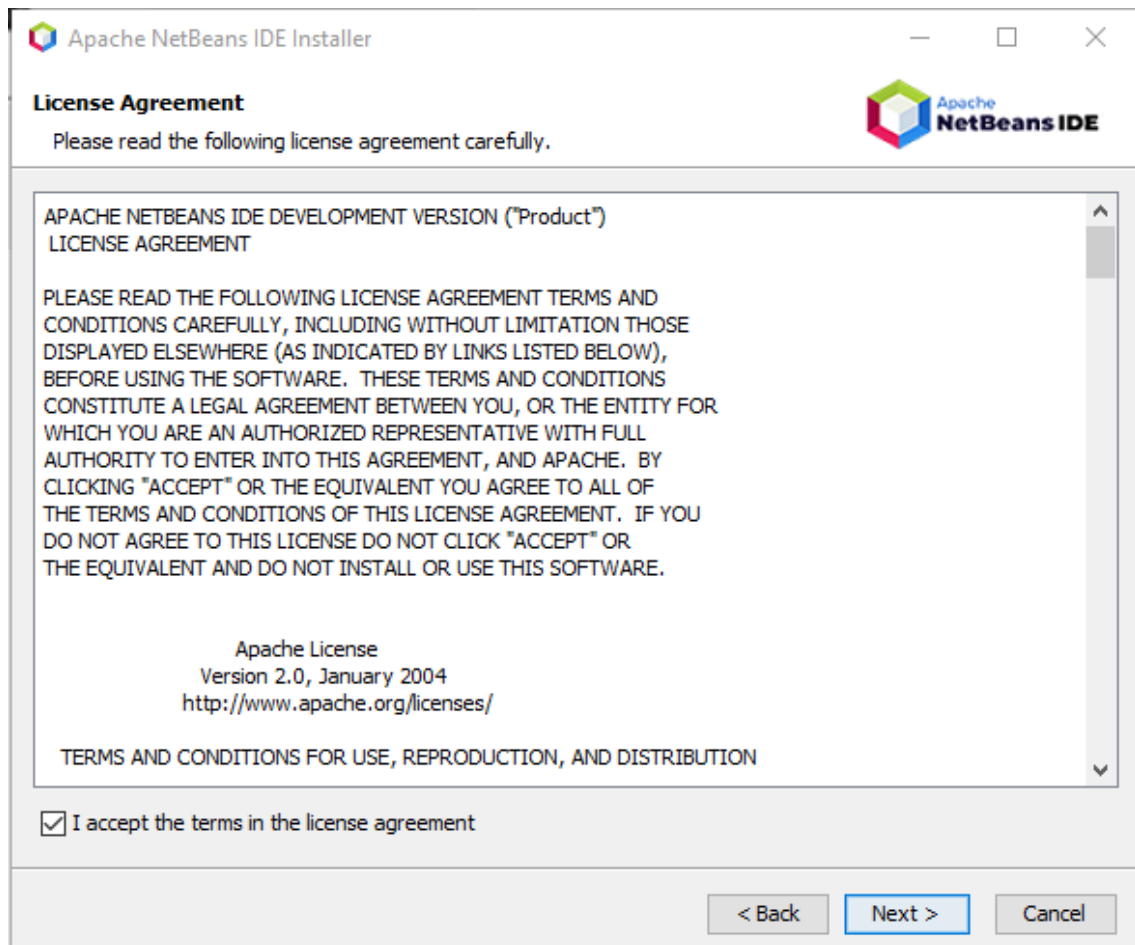 Apache NetBeans IDE Installer
License Agreement
Please read the following license agreement carefully.
Apache
NetBeans IDE
APACHE NETBEANS IDE DEVELOPMENT VERSION ("Product")
LICENSE AGREEMENT
PLEASE READ THE FOLLOWING LICENSE AGREEMENT TERMS AND
CONDITIONS CAREFULLY, INCLUDING WITHOUT LIMITATION THOSE
DISPLAYED ELSEWHERE (AS INDICATED BY LINKS LISTED BELOW),
BEFORE USING THE SOFTWARE.  THESE TERMS AND CONDITIONS
CONSTITUTE A LEGAL AGREEMENT BETWEEN YOU, OR THE ENTITY FOR
WHICH YOU ARE AN AUTHORIZED REPRESENTATIVE WITH FULL
AUTHORITY TO ENTER INTO THIS AGREEMENT, AND APACHE.  BY
CLICKING "ACCEPT" OR THE EQUIVALENT YOU AGREE TO ALL OF
THE TERMS AND CONDITIONS OF THIS LICENSE AGREEMENT.  IF YOU
DO NOT AGREE TO THIS LICENSE DO NOT CLICK "ACCEPT" OR
THE EQUIVALENT AND DO NOT INSTALL OR USE THIS SOFTWARE.
Apache License
Version 2.0, January 2004
http://www.apache.org/licenses/
TERMS AND CONDITIONS FOR USE, REPRODUCTION, AND DISTRIBUTION
I accept the terms in the license agreement
< Back
Next >
Cancel